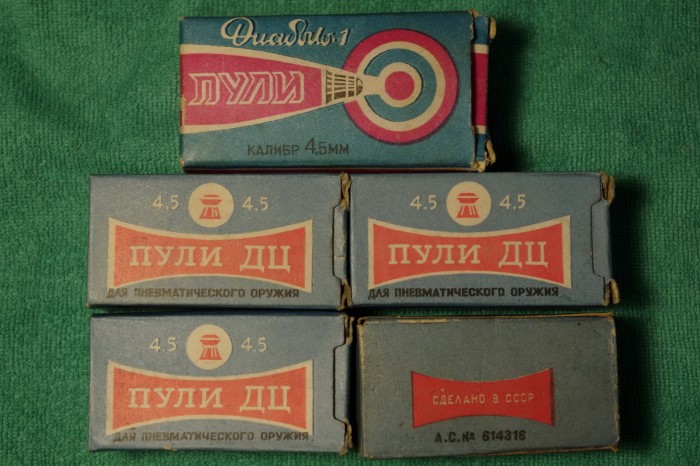 Диабло-1
ПУЛИ
КАЛИБР 4,5ММ
4.5 4.5
ПУЛИ ДЦ
ДЛЯ ПНЕВМАТИЧЕСКОГО ОРУЖИЯ
4.5 4.5
ПУЛИ ДЦ
ДЛЯ ПНЕВМАТИЧЕСКОГО ОРУЖИЯ
4.5 4.5
ПУЛИ ДЦ
ДЛЯ ПНЕВМАТИЧЕСКОГО ОРУЖИЯ
СДЕЛАНО В СССР
А.С.№ 614316